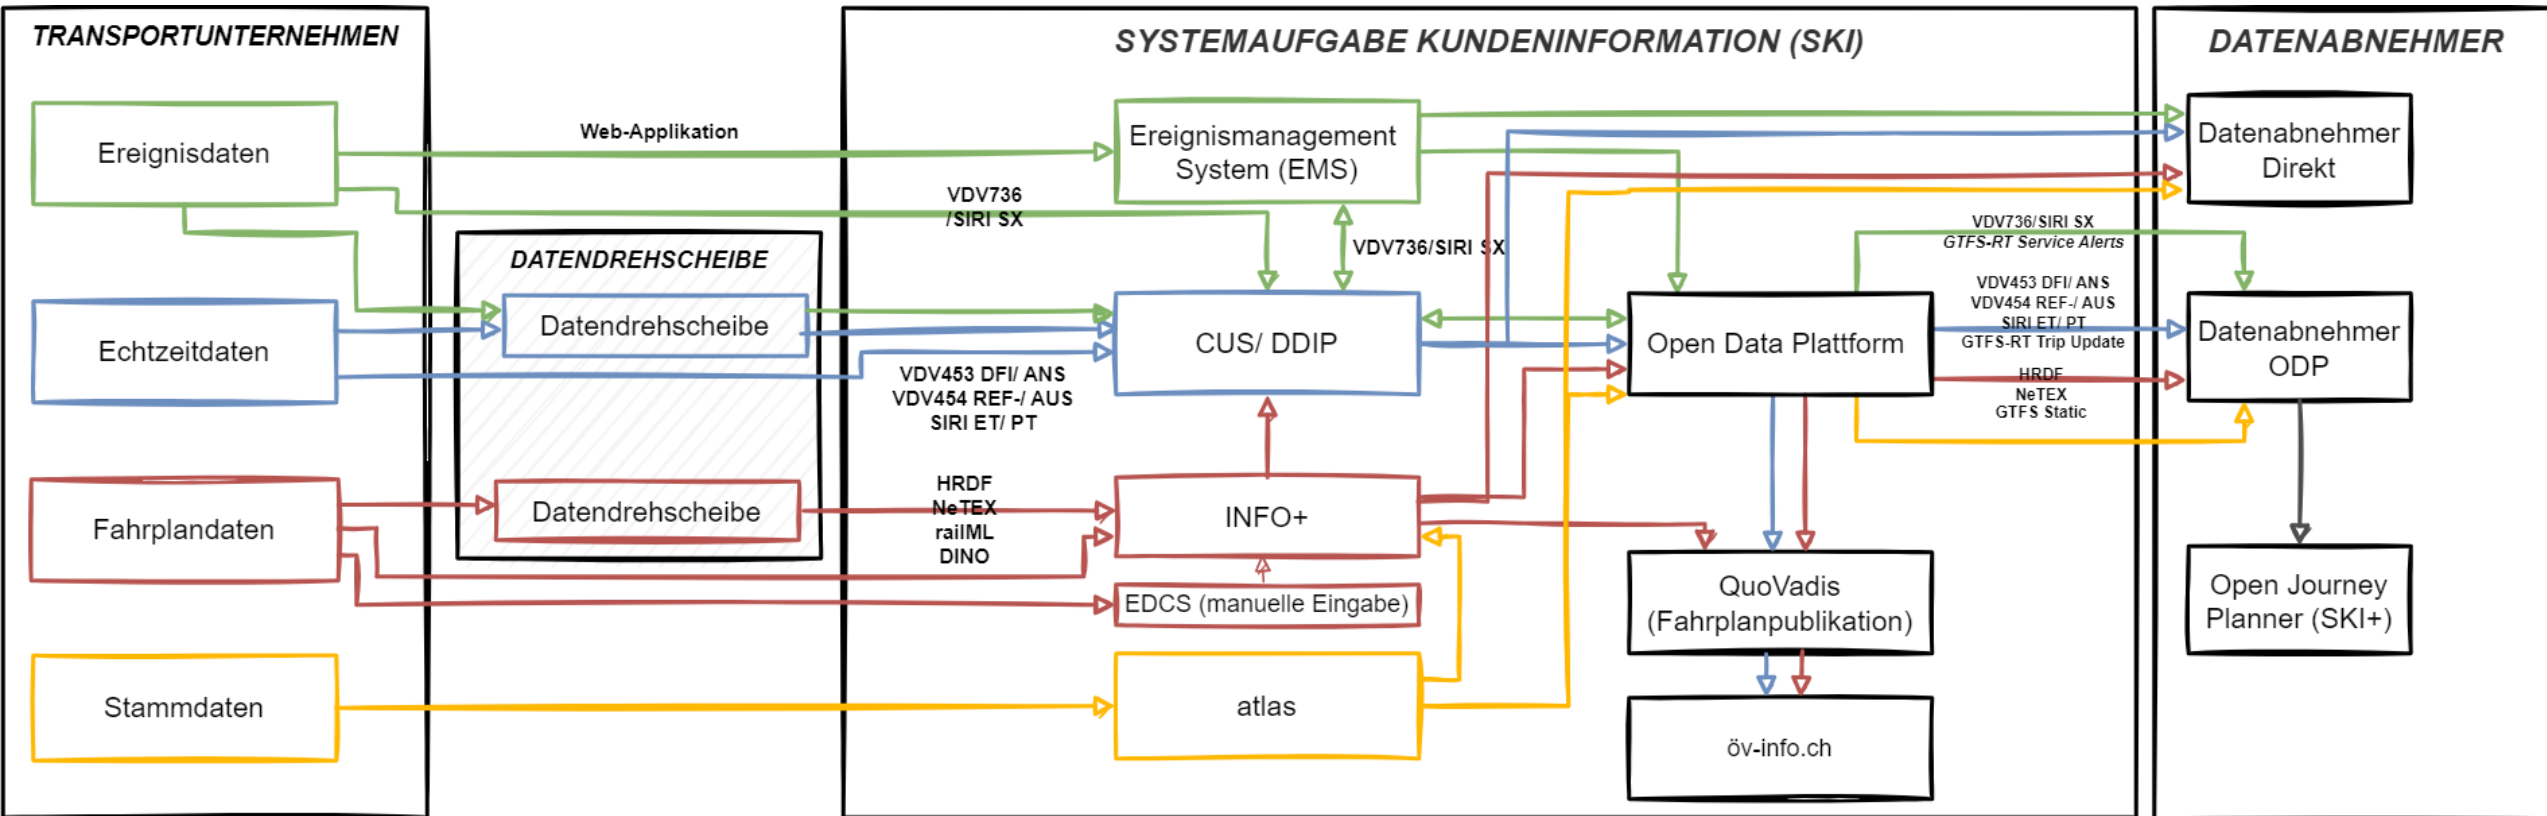 TRANSPORTUNTERNEHMEN
Ereignisdaten
Echtzeitdaten
Fahrplandaten
Stammdaten
Web-Applikation
VDV736
/SIRI SX
DATENDREHSCHEIBE
Datendrehscheibe
Datendrehscheibe
VDV453 DFI/ ANS
VDV454 REF-/ AUS
SIRI ET/ PT
HRDF
NeTEX
railML
DINO
SYSTEMAUFGABE KUNDENINFORMATION (SKI)
Ereignismanagement
System (EMS)
VDV736/SIRI SX
CUS/ DDIP
INFO+
EDCS (manuelle Eingabe)
atlas
Open Data Plattform
QuoVadis
(Fahrplanpublikation)
öv-info.ch
VDV736/SIRI SX
GTFS-RT Service Alerts
VDV453 DFI/ ANS
VDV454 REF-/ AUS
SIRI ET/ PT
GTFS-RT Trip Update
HRDF
NeTEX
GTFS Static
DATENABNEHMER
Datenabnehmer
Direkt
Datenabnehmer
ODP
Open Journey
Planner (SKI+)